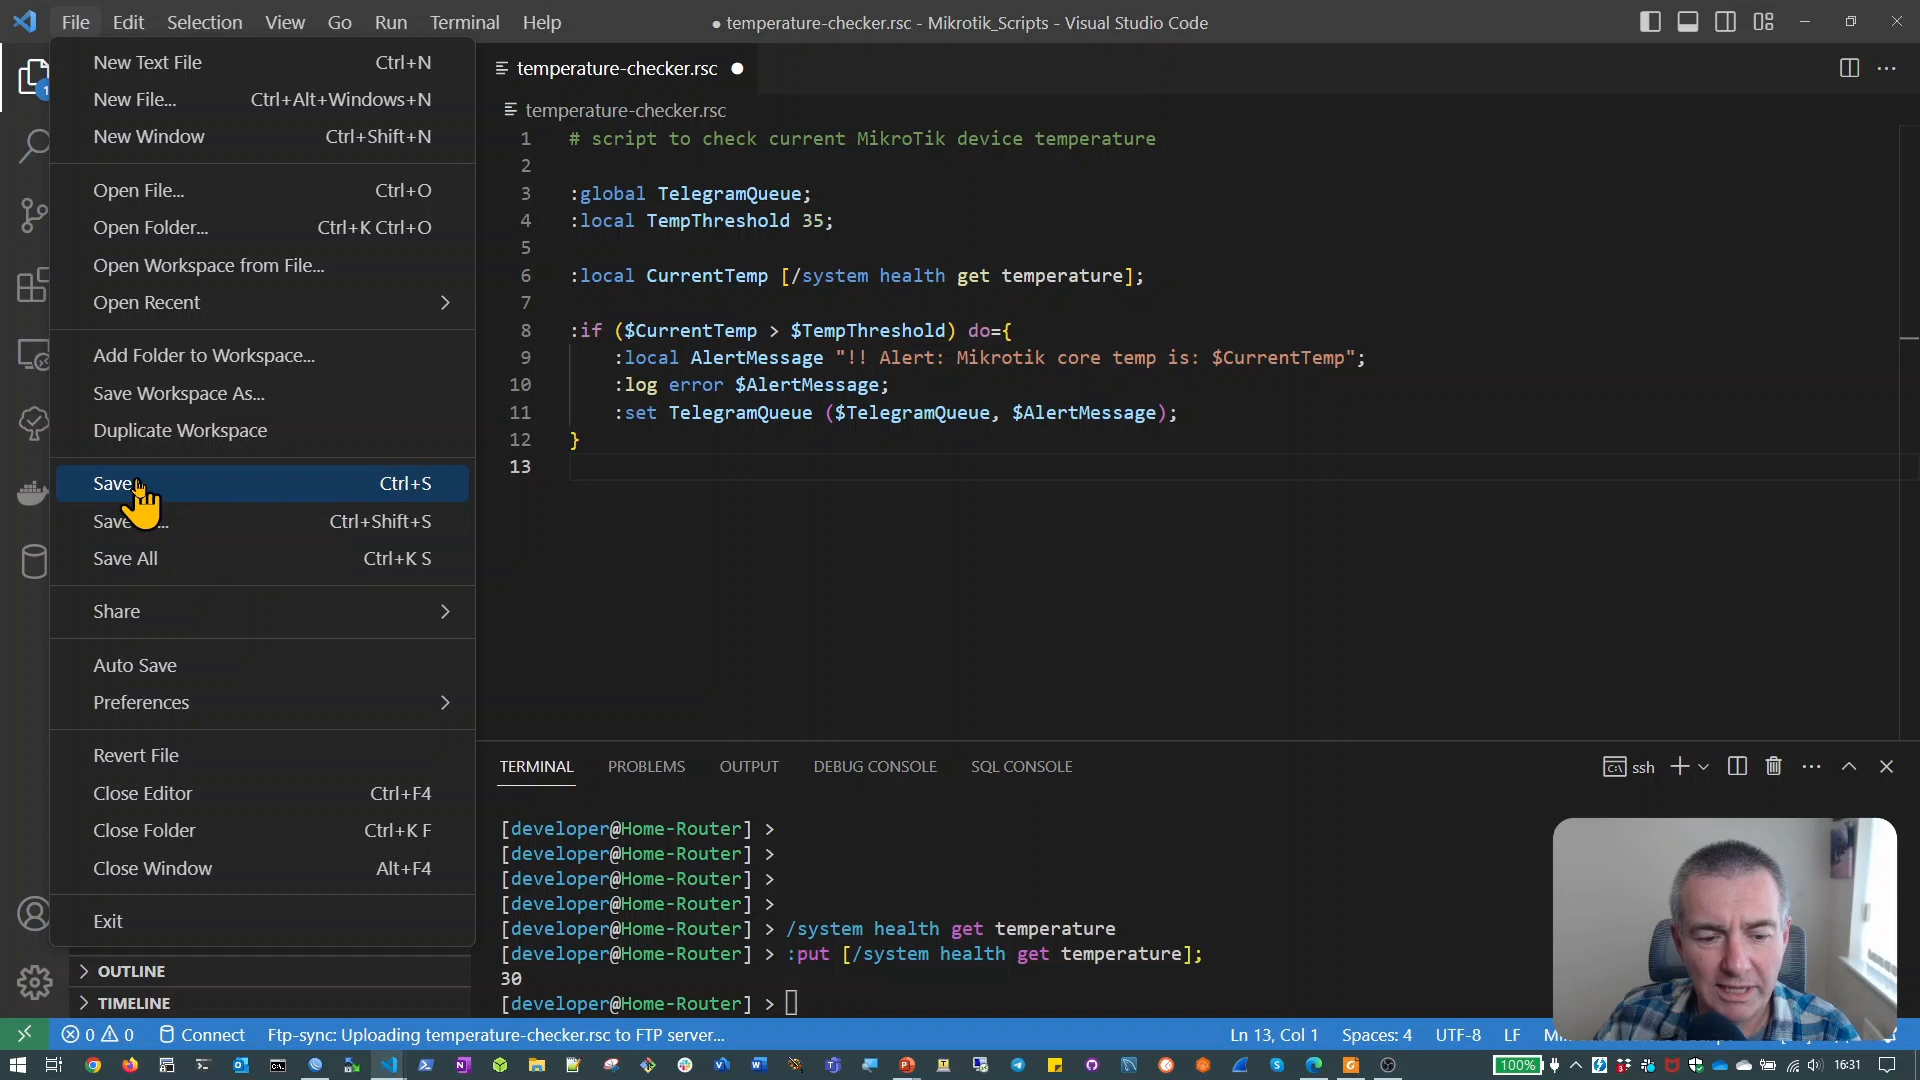 File Edit Selection View Go Run Terminal Help
● temperature-checker.rsc - Mikrotik_Scripts - Visual Studio Code
New Text File Ctrl+N
New File... Ctrl+Alt+Windows+N
New Window Ctrl+Shift+N
Open File... Ctrl+O
Open Folder... Ctrl+K Ctrl+O
Open Workspace from File...
Open Recent
Add Folder to Workspace...
Save Workspace As...
Duplicate Workspace
Save Ctrl+S
Save ... Ctrl+Shift+S
Save All Ctrl+K S
Share
Auto Save
Preferences
Revert File
Close Editor Ctrl+F4
Close Folder Ctrl+K F
Close Window Alt+F4
Exit
OUTLINE
TIMELINE
1
temperature-checker.rsc
temperature-checker.rsc
1 # script to check current MikroTik device temperature
2
3 :global TelegramQueue;
4 :local TempThreshold 35;
5
6 :local CurrentTemp [/system health get temperature];
7
8 :if ($CurrentTemp > $TempThreshold) do={
9 :local AlertMessage "!! Alert: Mikrotik core temp is: $CurrentTemp";
10 :log error $AlertMessage;
11 :set TelegramQueue ($TelegramQueue, $AlertMessage);
12 }
13
TERMINAL PROBLEMS OUTPUT DEBUG CONSOLE SQL CONSOLE
ssh
[developer@Home-Router] >
[developer@Home-Router] >
[developer@Home-Router] >
[developer@Home-Router] >
[developer@Home-Router] > /system health get temperature
[developer@Home-Router] > :put [/system health get temperature];
30
[developer@Home-Router] >
0 0 Connect Ftp-sync: Uploading temperature-checker.rsc to FTP server... Ln 13, Col 1 Spaces: 4 UTF-8 LF
100% 16:31